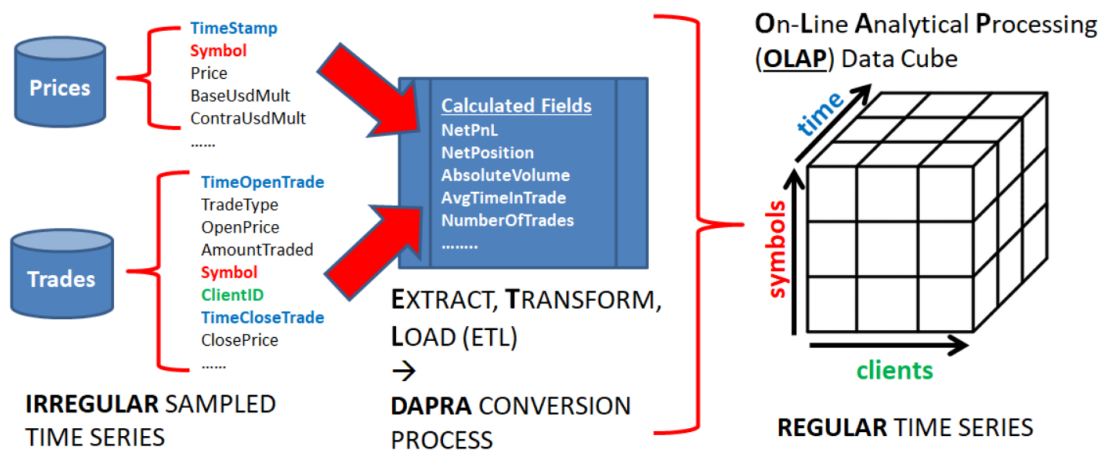 Prices
TimeStamp
Symbol
Price
BaseUsdMult
ContraUsdMult
......
Trades
TimeOpenTrade
TradeType
OpenPrice
AmountTraded
Symbol
ClientID
TimeCloseTrade
ClosePrice
......
IRREGULAR SAMPLED
TIME SERIES
Calculated Fields
NetPnL
NetPosition
AbsoluteVolume
AvgTimeInTrade
NumberOfTrades
........
EXTRACT, TRANSFORM,
LOAD (ETL)
→
DAPRA CONVERSION
PROCESS
On-Line Analytical Processing
(OLAP) Data Cube
time
symbols
clients
REGULAR TIME SERIES